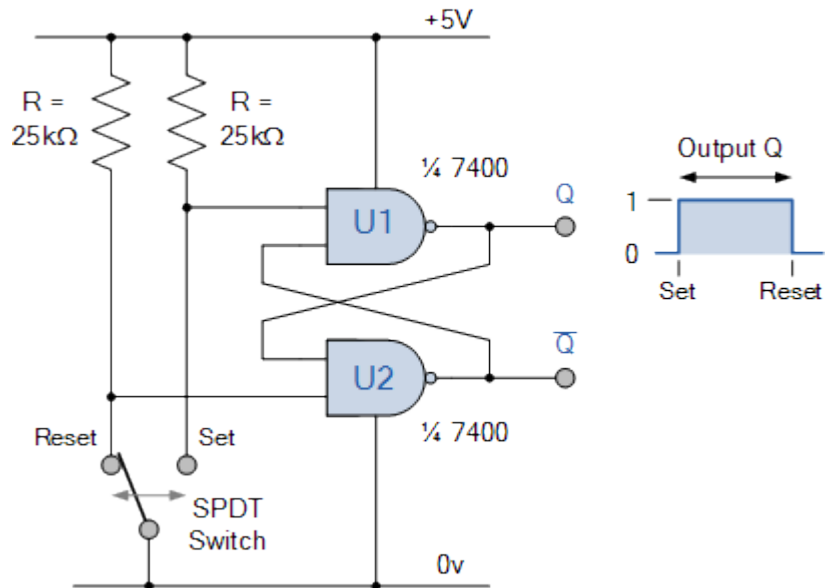 +5V
R =
25kΩ
R =
25kΩ
¼ 7400
U1
Q
Output Q
1
0
Set
Reset
Q̅
U2
¼ 7400
Reset
Set
SPDT
Switch
0v